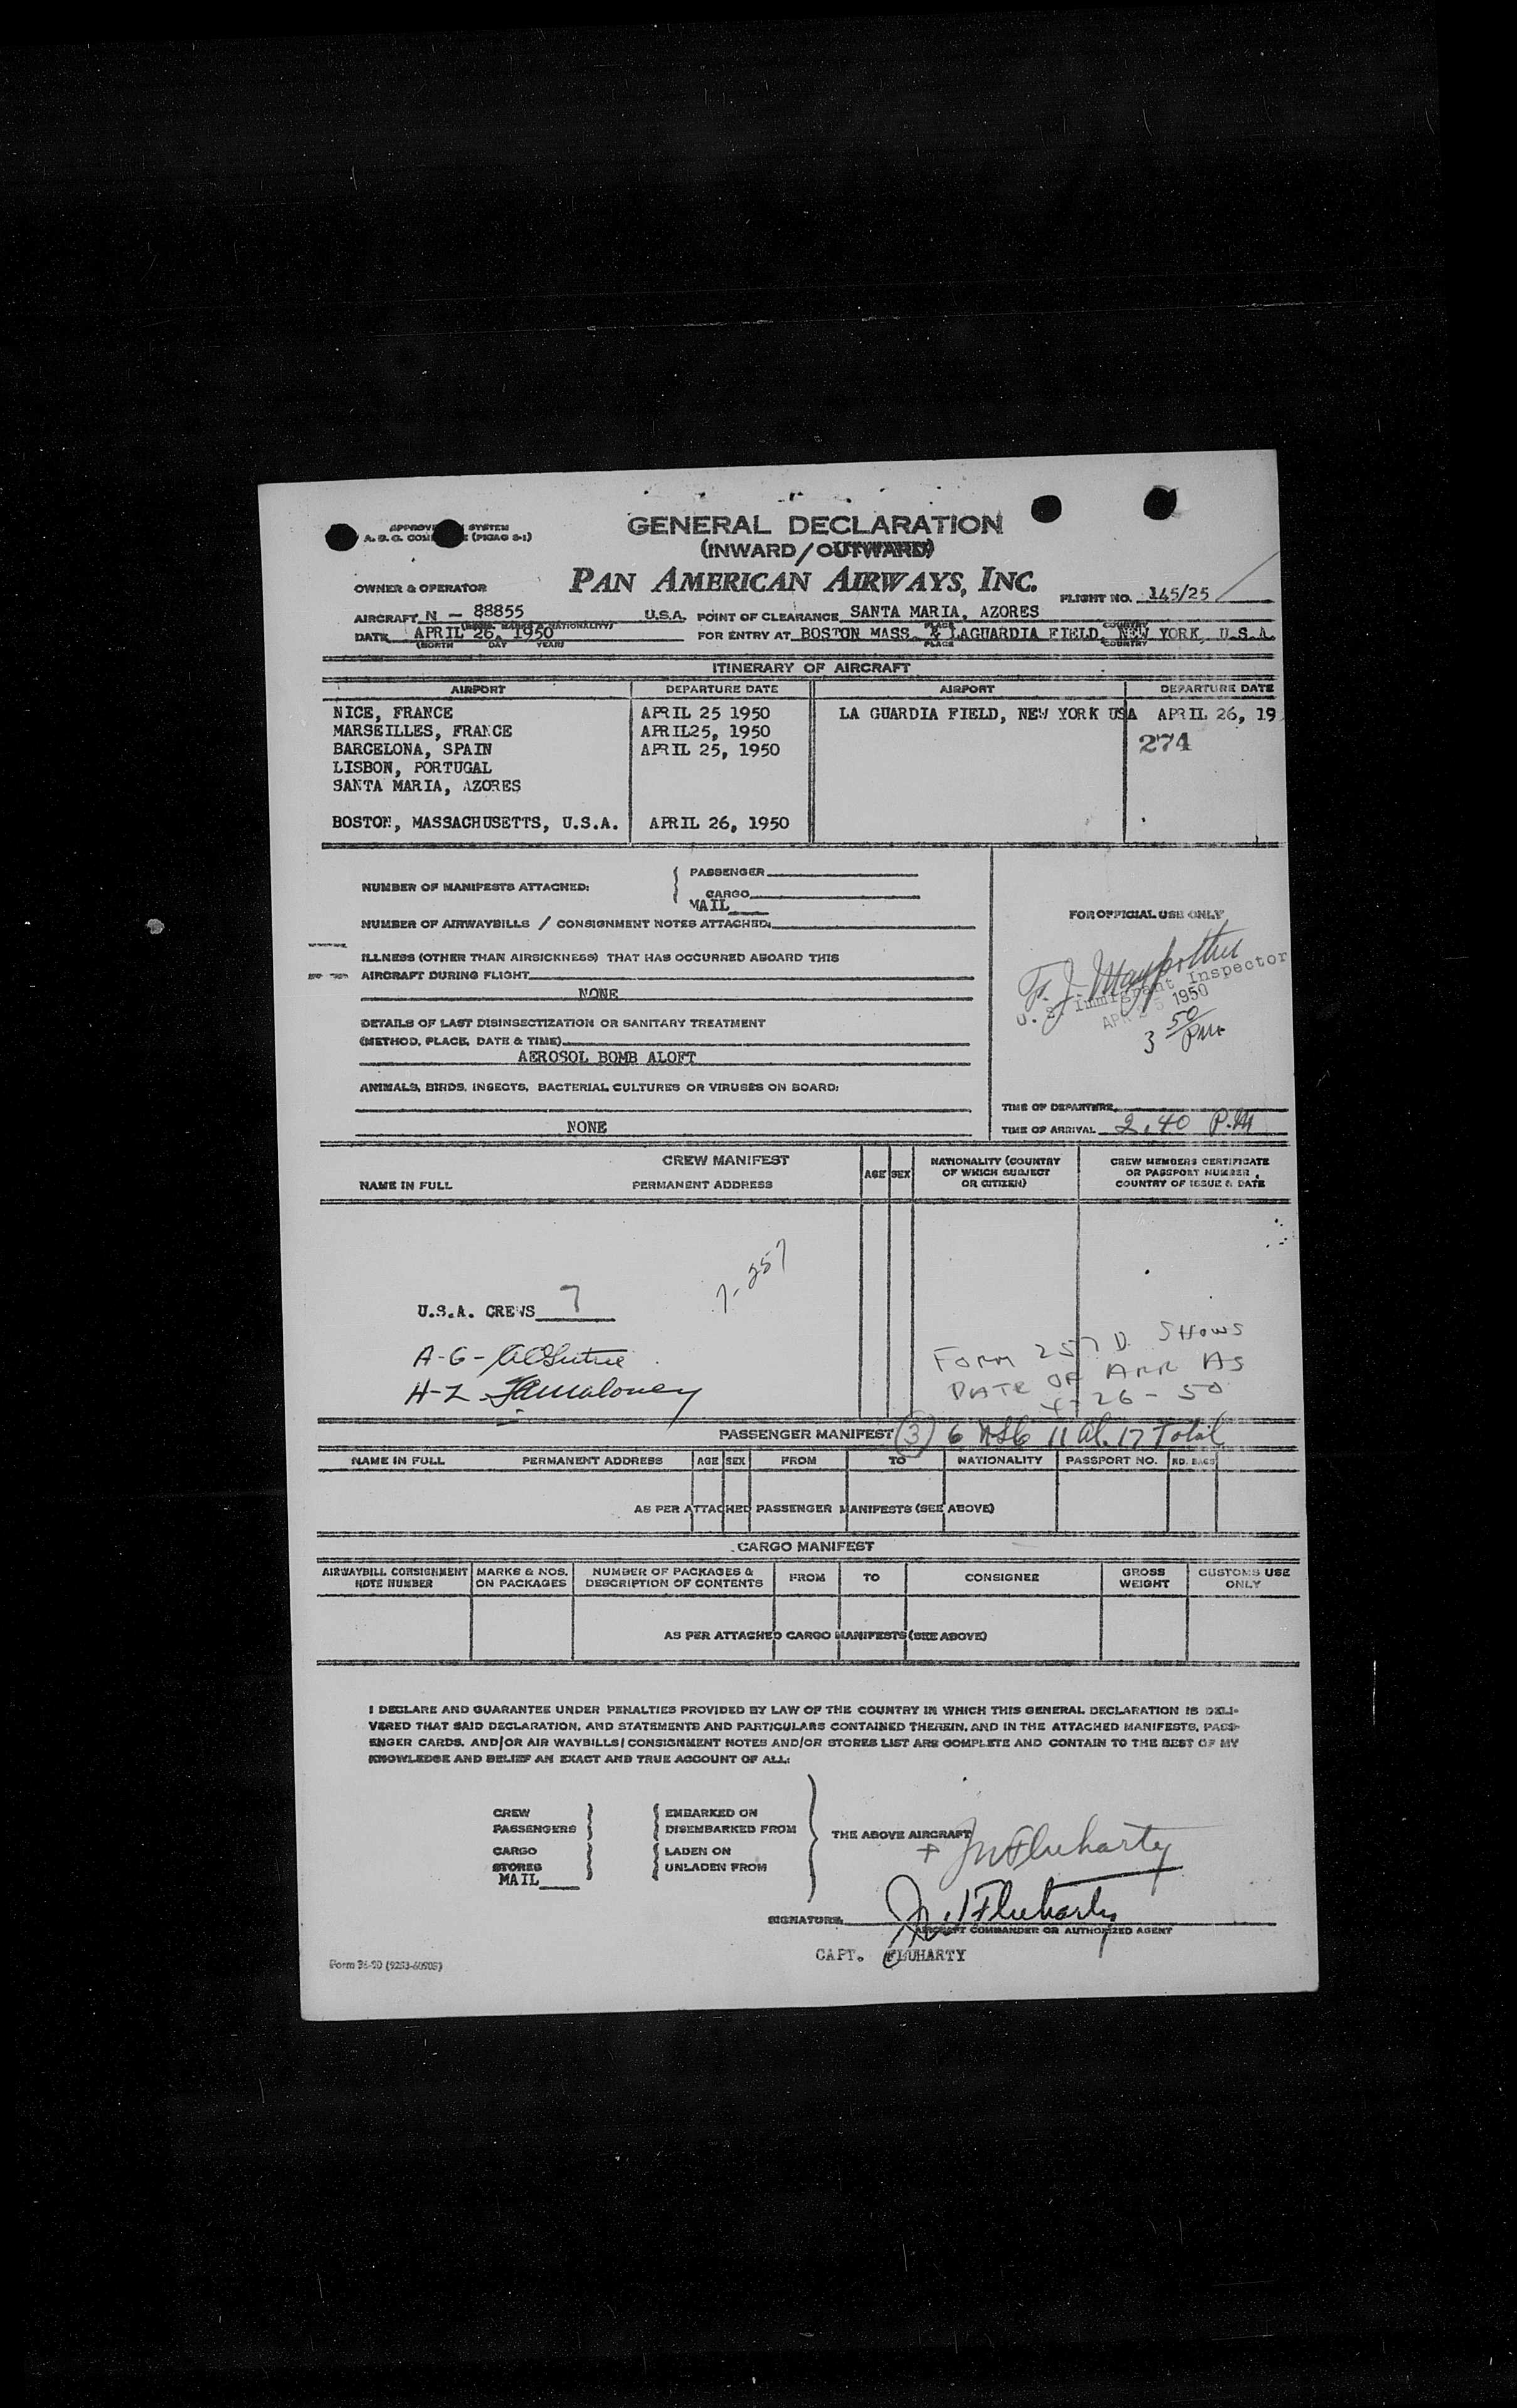 GENERAL DECLARATION
(INWARD/OUTWARD)
PAN AMERICAN AIRWAYS, INC.
OWNER & OPERATOR
FLIGHT NO. 145/25
AIRCRAFT N - 88855 U.S.A. POINT OF CLEARANCE SANTA MARIA, AZORES
(REGIS. MARKS & NATIONALITY) PLACE COUNTRY
DATE APRIL 26, 1950 FOR ENTRY AT BOSTON MASS. & LAGUARDIA FIELD, NEW YORK, U.S.A.
(MONTH DAY YEAR) PLACE COUNTRY
ITINERARY OF AIRCRAFT
AIRPORT DEPARTURE DATE AIRPORT DEPARTURE DATE
NICE, FRANCE APRIL 25 1950 LA GUARDIA FIELD, NEW YORK USA APRIL 26, 19
MARSEILLES, FRANCE APRIL25, 1950
274
BARCELONA, SPAIN APRIL 25, 1950
LISBON, PORTUGAL
SANTA MARIA, AZORES
BOSTON, MASSACHUSETTS, U.S.A. APRIL 26, 1950
NUMBER OF MANIFESTS ATTACHED: PASSENGER
CARGO
MAIL
NUMBER OF AIRWAYBILLS / CONSIGNMENT NOTES ATTACHED:
ILLNESS (OTHER THAN AIRSICKNESS) THAT HAS OCCURRED ABOARD THIS
AIRCRAFT DURING FLIGHT
NONE
DETAILS OF LAST DISINSECTIZATION OR SANITARY TREATMENT
(METHOD, PLACE, DATE & TIME)
AEROSOL BOMB ALOFT
ANIMALS, BIRDS, INSECTS, BACTERIAL CULTURES OR VIRUSES ON BOARD:
NONE
FOR OFFICIAL USE ONLY
U. S. Immigrant Inspector
APR 25 1950
3 50 PM
TIME OF DEPARTURE
TIME OF ARRIVAL 2.40 P.M
CREW MANIFEST
NAME IN FULL PERMANENT ADDRESS AGE SEX NATIONALITY (COUNTRY OF WHICH SUBJECT OR CITIZEN) CREW MEMBERS CERTIFICATE OR PASSPORT NUMBER, COUNTRY OF ISSUE & DATE
7-257
U.S.A. CREWS 7
FORM 257 D SHOWS
DATE OF ARR AS
4-26-50
PASSENGER MANIFEST (3) 6 USC 11 Al. 17 Total
NAME IN FULL PERMANENT ADDRESS AGE SEX FROM TO NATIONALITY PASSPORT NO. NO. BAGS
AS PER ATTACHED PASSENGER MANIFESTS (SEE ABOVE)
CARGO MANIFEST
AIRWAYBILL CONSIGNMENT NOTE NUMBER MARKS & NOS. ON PACKAGES NUMBER OF PACKAGES & DESCRIPTION OF CONTENTS FROM TO CONSIGNEE GROSS WEIGHT CUSTOMS USE ONLY
AS PER ATTACHED CARGO MANIFESTS (SEE ABOVE)
I DECLARE AND GUARANTEE UNDER PENALTIES PROVIDED BY LAW OF THE COUNTRY IN WHICH THIS GENERAL DECLARATION IS DELI-
VERED THAT SAID DECLARATION, AND STATEMENTS AND PARTICULARS CONTAINED THEREIN, AND IN THE ATTACHED MANIFESTS, PASS-
ENGER CARDS, AND/OR AIR WAYBILLS/CONSIGNMENT NOTES AND/OR STORES LIST ARE COMPLETE AND CONTAIN TO THE BEST OF MY
KNOWLEDGE AND BELIEF AN EXACT AND TRUE ACCOUNT OF ALL:
CREW EMBARKED ON
PASSENGERS DISEMBARKED FROM
THE ABOVE AIRCRAFT
CARGO LADEN ON
STORES UNLADEN FROM
MAIL
SIGNATURE
AIRCRAFT COMMANDER OR AUTHORIZED AGENT
CAPT. FLUHARTY